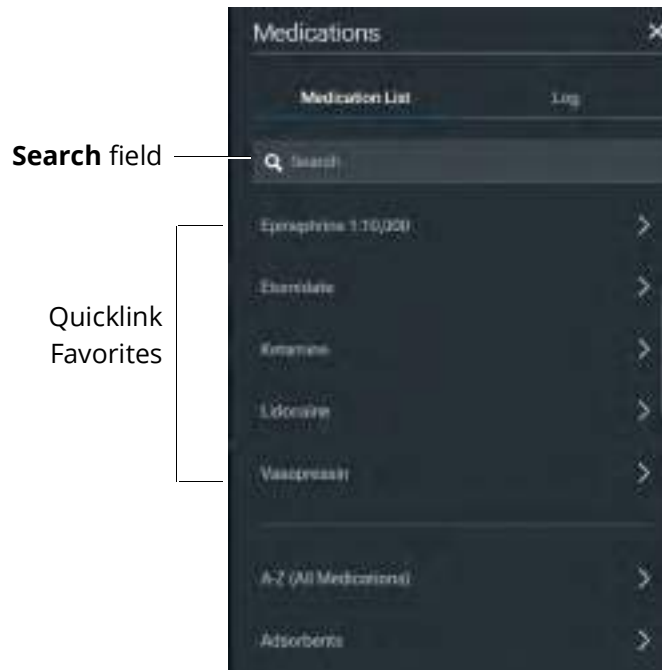 Medications
Medication List Log
Search field
Search
Epinephrine 1:10,000
Etomidate
Ketamine
Lidocaine
Quicklink
Favorites
Vasopressin
A-Z (All Medications)
Adsorbents